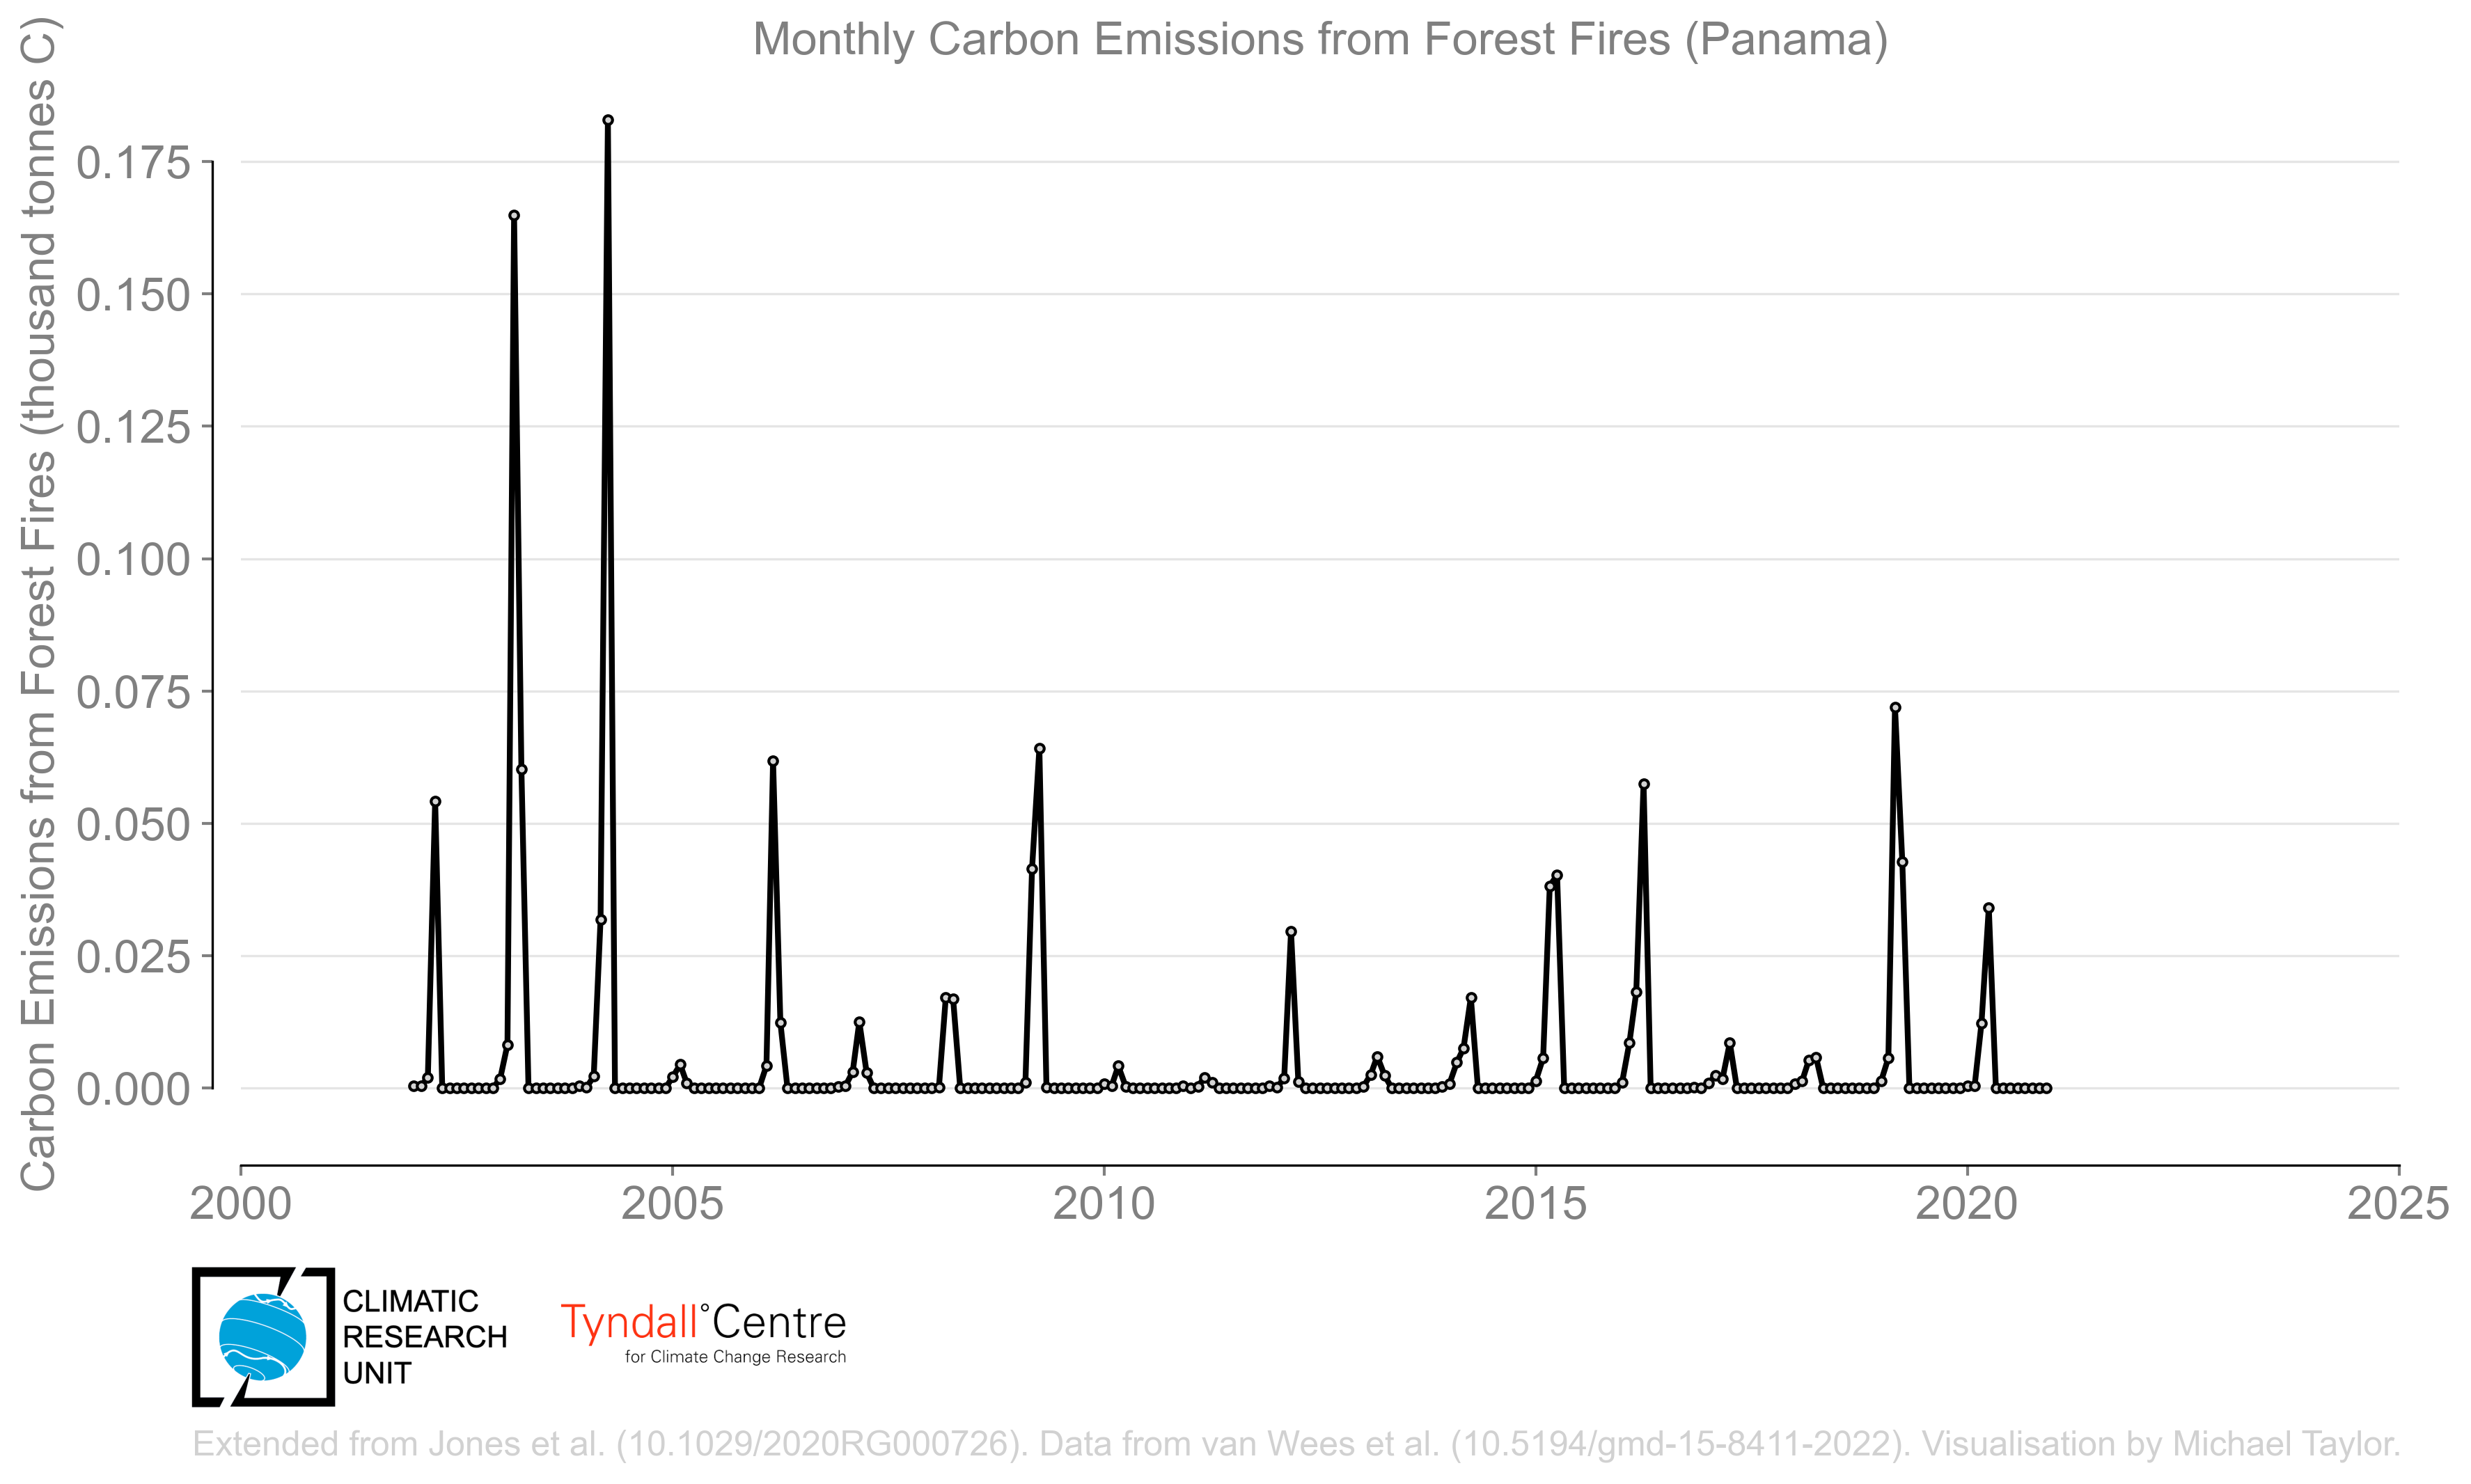 Monthly Carbon Emissions from Forest Fires (Panama)
Carbon Emissions from Forest Fires (thousand tonnes C)
0.175
0.150
0.125
0.100
0.075
0.050
0.025
0.000
2000 2005 2010 2015 2020 2025
CLIMATIC
RESEARCH
UNIT
Tyndall°Centre
for Climate Change Research
Extended from Jones et al. (10.1029/2020RG000726). Data from van Wees et al. (10.5194/gmd-15-8411-2022). Visualisation by Michael Taylor.